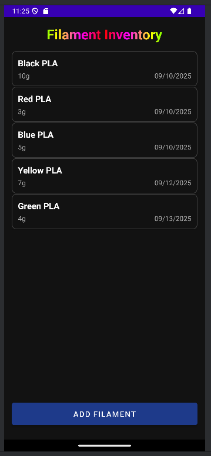 11:25
Filament Inventory
Black PLA
10g 09/10/2025
Red PLA
3g 09/10/2025
Blue PLA
5g 09/10/2025
Yellow PLA
7g 09/12/2025
Green PLA
4g 09/13/2025
ADD FILAMENT